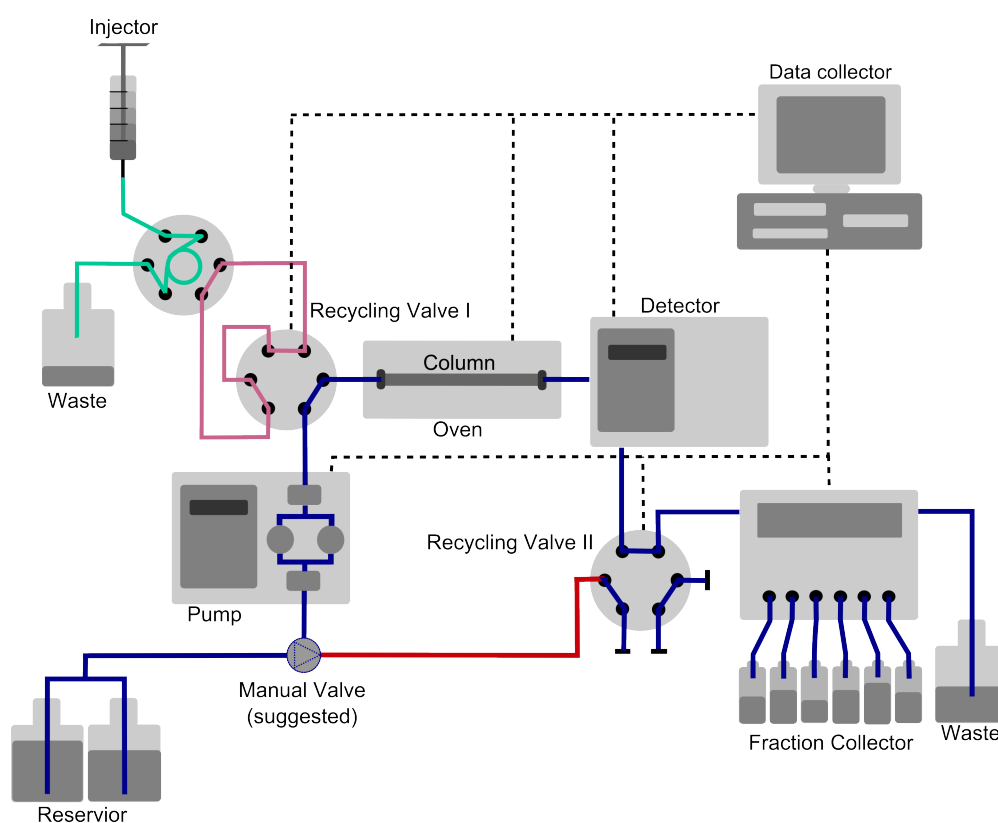 Injector
Data collector
Recycling Valve I
Detector
Column
Waste
Oven
Recycling Valve II
Pump
Manual Valve
(suggested)
Waste
Fraction Collector
Reservior